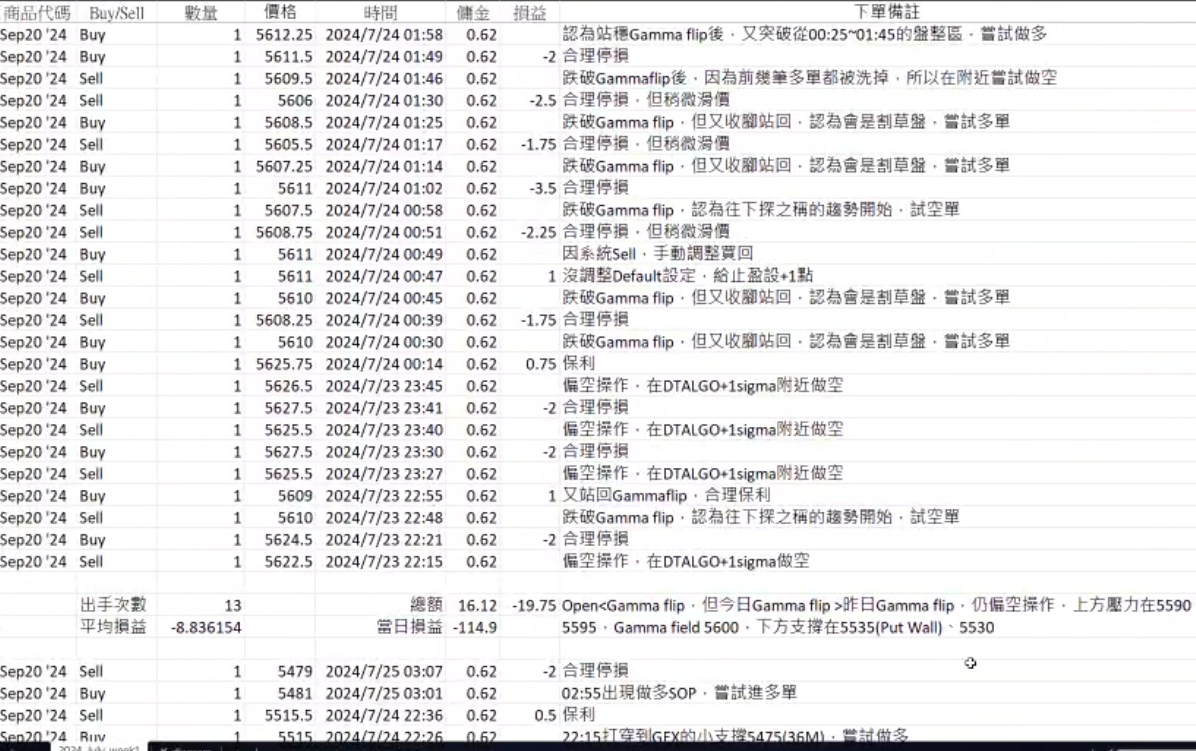 商品代碼 Buy/Sell 數量 價格 時間 傭金 損益 下單備註
Sep20 '24 Buy 1 5612.25 2024/7/24 01:58 0.62 認為站穩Gamma flip後，又突破從00:25~01:45的盤整區，嘗試做多
Sep20 '24 Buy 1 5611.5 2024/7/24 01:49 0.62 -2 合理停損
Sep20 '24 Sell 1 5609.5 2024/7/24 01:46 0.62 跌破Gammaflip後，因為前幾筆多單都被洗掉，所以在附近嘗試做空
Sep20 '24 Sell 1 5606 2024/7/24 01:30 0.62 -2.5 合理停損，但稍微滑價
Sep20 '24 Buy 1 5608.5 2024/7/24 01:25 0.62 跌破Gamma flip，但又收腳站回，認為會是割草盤，嘗試多單
Sep20 '24 Sell 1 5605.5 2024/7/24 01:17 0.62 -1.75 合理停損，但稍微滑價
Sep20 '24 Buy 1 5607.25 2024/7/24 01:14 0.62 跌破Gamma flip，但又收腳站回，認為會是割草盤，嘗試多單
Sep20 '24 Buy 1 5611 2024/7/24 01:02 0.62 -3.5 合理停損
Sep20 '24 Sell 1 5607.5 2024/7/24 00:58 0.62 跌破Gamma flip，認為往下探之稱的趨勢開始，試空單
Sep20 '24 Sell 1 5608.75 2024/7/24 00:51 0.62 -2.25 合理停損，但稍微滑價
Sep20 '24 Buy 1 5611 2024/7/24 00:49 0.62 因系統Sell，手動調整買回
Sep20 '24 Sell 1 5611 2024/7/24 00:47 0.62 1 沒調整Default設定，給止盈設+1點
Sep20 '24 Buy 1 5610 2024/7/24 00:45 0.62 跌破Gamma flip，但又收腳站回，認為會是割草盤，嘗試多單
Sep20 '24 Sell 1 5608.25 2024/7/24 00:39 0.62 -1.75 合理停損
Sep20 '24 Buy 1 5610 2024/7/24 00:30 0.62 跌破Gamma flip，但又收腳站回，認為會是割草盤，嘗試多單
Sep20 '24 Buy 1 5625.75 2024/7/24 00:14 0.62 0.75 保利
Sep20 '24 Sell 1 5626.5 2024/7/23 23:45 0.62 偏空操作，在DTALGO+1sigma附近做空
Sep20 '24 Buy 1 5627.5 2024/7/23 23:41 0.62 -2 合理停損
Sep20 '24 Sell 1 5625.5 2024/7/23 23:40 0.62 偏空操作，在DTALGO+1sigma附近做空
Sep20 '24 Buy 1 5627.5 2024/7/23 23:30 0.62 -2 合理停損
Sep20 '24 Sell 1 5625.5 2024/7/23 23:27 0.62 偏空操作，在DTALGO+1sigma附近做空
Sep20 '24 Buy 1 5609 2024/7/23 22:55 0.62 1 又站回Gammaflip，合理保利
Sep20 '24 Sell 1 5610 2024/7/23 22:48 0.62 跌破Gamma flip，認為往下探之稱的趨勢開始，試空單
Sep20 '24 Buy 1 5624.5 2024/7/23 22:21 0.62 -2 合理停損
Sep20 '24 Sell 1 5622.5 2024/7/23 22:15 0.62 偏空操作，在DTALGO+1sigma做空
出手次數 13 總額 16.12 -19.75 Open<Gamma flip，但今日Gamma flip >昨日Gamma flip，仍偏空操作，上方壓力在5590
平均損益 -8.836154 當日損益 -114.9 5595，Gamma field 5600，下方支撐在5535(Put Wall)、5530
Sep20 '24 Sell 1 5479 2024/7/25 03:07 0.62 -2 合理停損
Sep20 '24 Buy 1 5481 2024/7/25 03:01 0.62 02:55出現做多SOP，嘗試進多單
Sep20 '24 Sell 1 5515.5 2024/7/24 22:36 0.62 0.5 保利
Sep20 '24 Buy 1 5515 2024/7/24 22:26 0.62 22:15打穿到GEX的小支撐5475(36M)，嘗試做多
2024 July week1